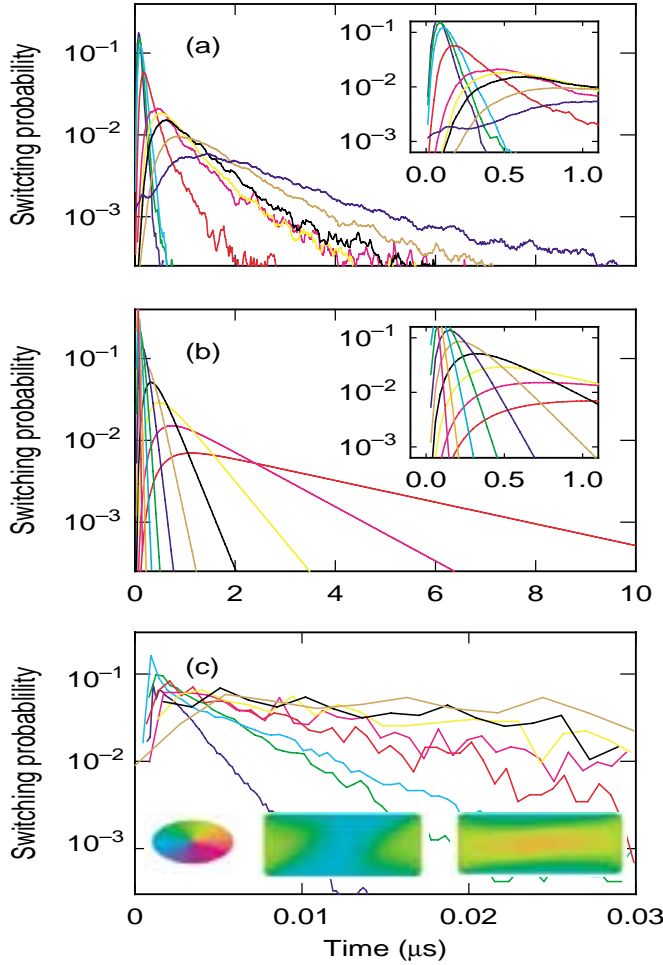 Switcting probability
10⁻¹
10⁻²
10⁻³
(a)
10⁻¹
10⁻²
10⁻³
0.0 0.5 1.0
Switching probability
10⁻¹
10⁻²
10⁻³
(b)
10⁻¹
10⁻²
10⁻³
0.0 0.5 1.0
0 2 4 6 8 10
Switching probabilility
10⁻¹
10⁻²
10⁻³
(c)
0 0.01 0.02 0.03
Time (μs)